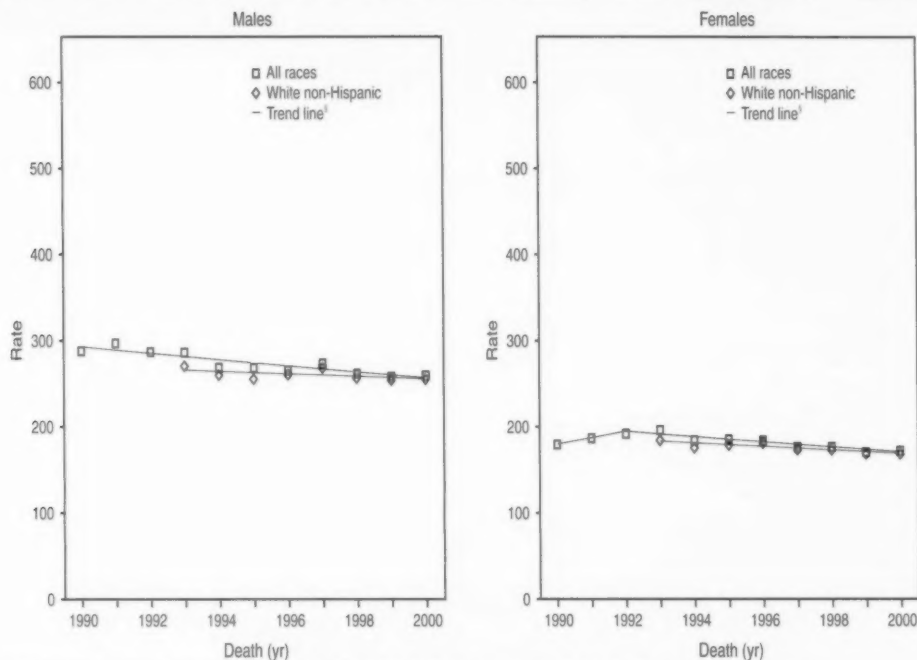 Males
All races
White non-Hispanic
Trend line§
600
500
400
300
200
100
0
Rate
1990 1992 1994 1996 1998 2000
Death (yr)
Females
All races
White non-Hispanic
Trend line§
600
500
400
300
200
100
0
Rate
1990 1992 1994 1996 1998 2000
Death (yr)